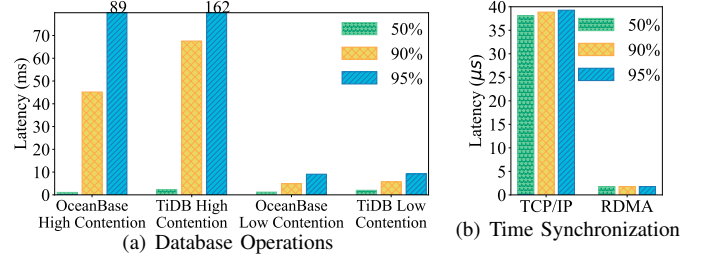 89
162
70
60
50
40
30
20
10
0
Latency (ms)
50%
90%
95%
OceanBase
High Contention
TiDB High
Contention
OceanBase
Low Contention
TiDB Low
Contention
(a) Database Operations
40
35
30
25
20
15
10
5
0
Latency (μs)
50%
90%
95%
TCP/IP
RDMA
(b) Time Synchronization